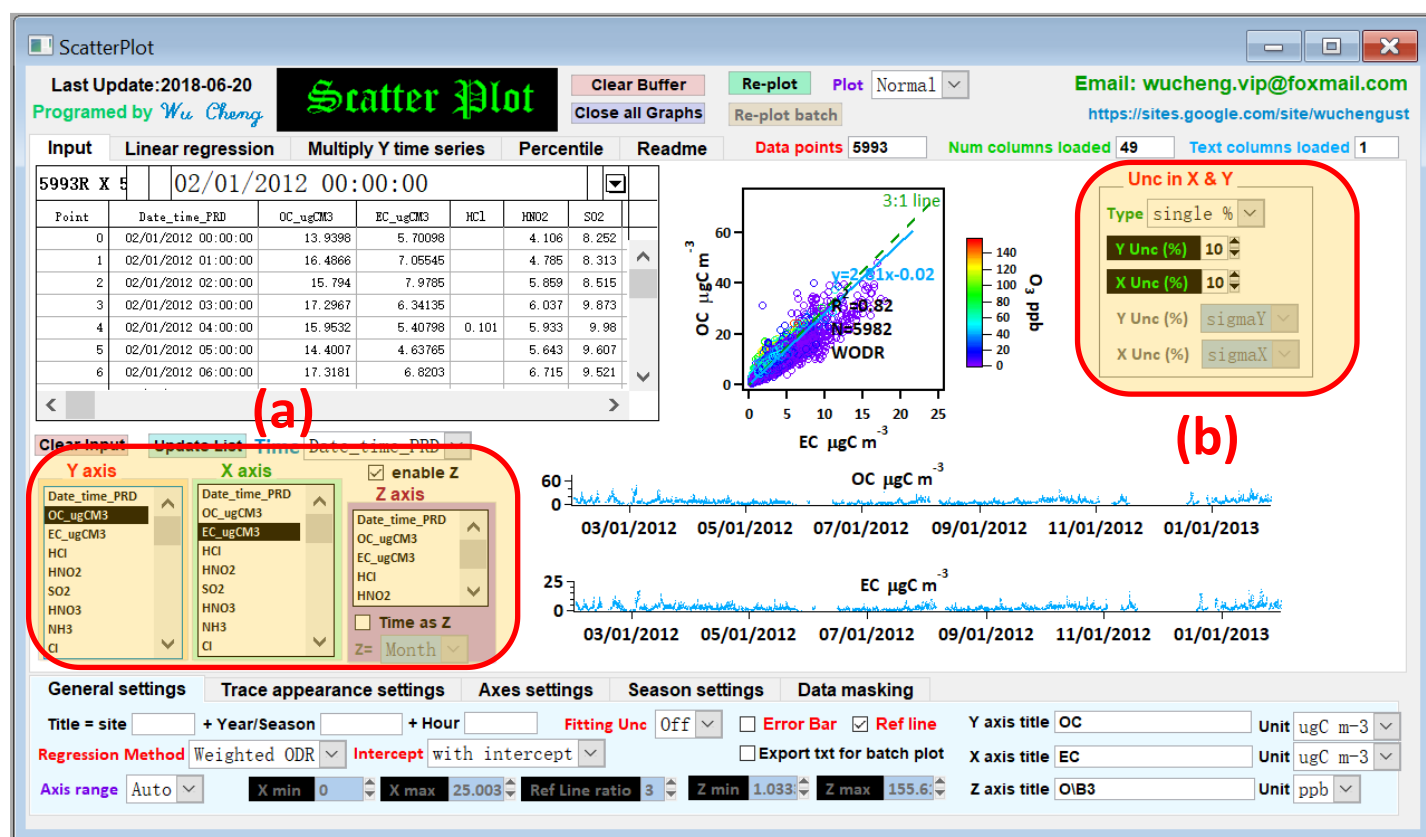 ScatterPlot
Last Update:2018-06-20
Programed by Wu Cheng
Scatter Plot
Clear Buffer
Close all Graphs
Re-plot Plot Normal
Re-plot batch
Email: wucheng.vip@foxmail.com
https://sites.google.com/site/wuchengust
Input Linear regression Multiply Y time series Percentile Readme
Data points 5993 Num columns loaded 49 Text columns loaded 1
5993R X 5 02/01/2012 00:00:00
Point Date_time_PRD OC_ugCM3 EC_ugCM3 HCl HNO2 SO2
0 02/01/2012 00:00:00 13.9398 5.70098 4.106 8.252
1 02/01/2012 01:00:00 16.4866 7.05545 4.785 8.313
2 02/01/2012 02:00:00 15.794 7.9785 5.859 8.515
3 02/01/2012 03:00:00 17.2967 6.34135 6.037 9.873
4 02/01/2012 04:00:00 15.9532 5.40798 0.101 5.933 9.98
5 02/01/2012 05:00:00 14.4007 4.63765 5.643 9.607
6 02/01/2012 06:00:00 17.3181 6.8203 6.715 9.521
(a)
Clear Input Update List Time Date_time_PRD
Y axis
Date_time_PRD
OC_ugCM3
EC_ugCM3
HCl
HNO2
SO2
HNO3
NH3
Cl
X axis
Date_time_PRD
OC_ugCM3
EC_ugCM3
HCl
HNO2
SO2
HNO3
NH3
Cl
enable Z
Z axis
Date_time_PRD
OC_ugCM3
EC_ugCM3
HCl
HNO2
Time as Z
Z= Month
3:1 line
y=2.81x-0.02
R2=0.82
N=5982
WODR
60
40
20
0
OC µgC m-3
0 5 10 15 20 25
EC µgC m-3
140
120
100
80
60
40
20
0
O3 ppb
Unc in X & Y
Type single %
Y Unc (%) 10
X Unc (%) 10
Y Unc (%) sigmaY
X Unc (%) sigmaX
(b)
OC µgC m-3
60
0
03/01/2012 05/01/2012 07/01/2012 09/01/2012 11/01/2012 01/01/2013
EC µgC m-3
25
0
03/01/2012 05/01/2012 07/01/2012 09/01/2012 11/01/2012 01/01/2013
General settings Trace appearance settings Axes settings Season settings Data masking
Title = site + Year/Season + Hour Fitting Unc Off Error Bar Ref line Y axis title OC Unit ugC m-3
Regression Method Weighted ODR Intercept with intercept Export txt for batch plot X axis title EC Unit ugC m-3
Axis range Auto X min 0 X max 25.003 Ref Line ratio 3 Z min 1.033 Z max 155.6 Z axis title O\B3 Unit ppb